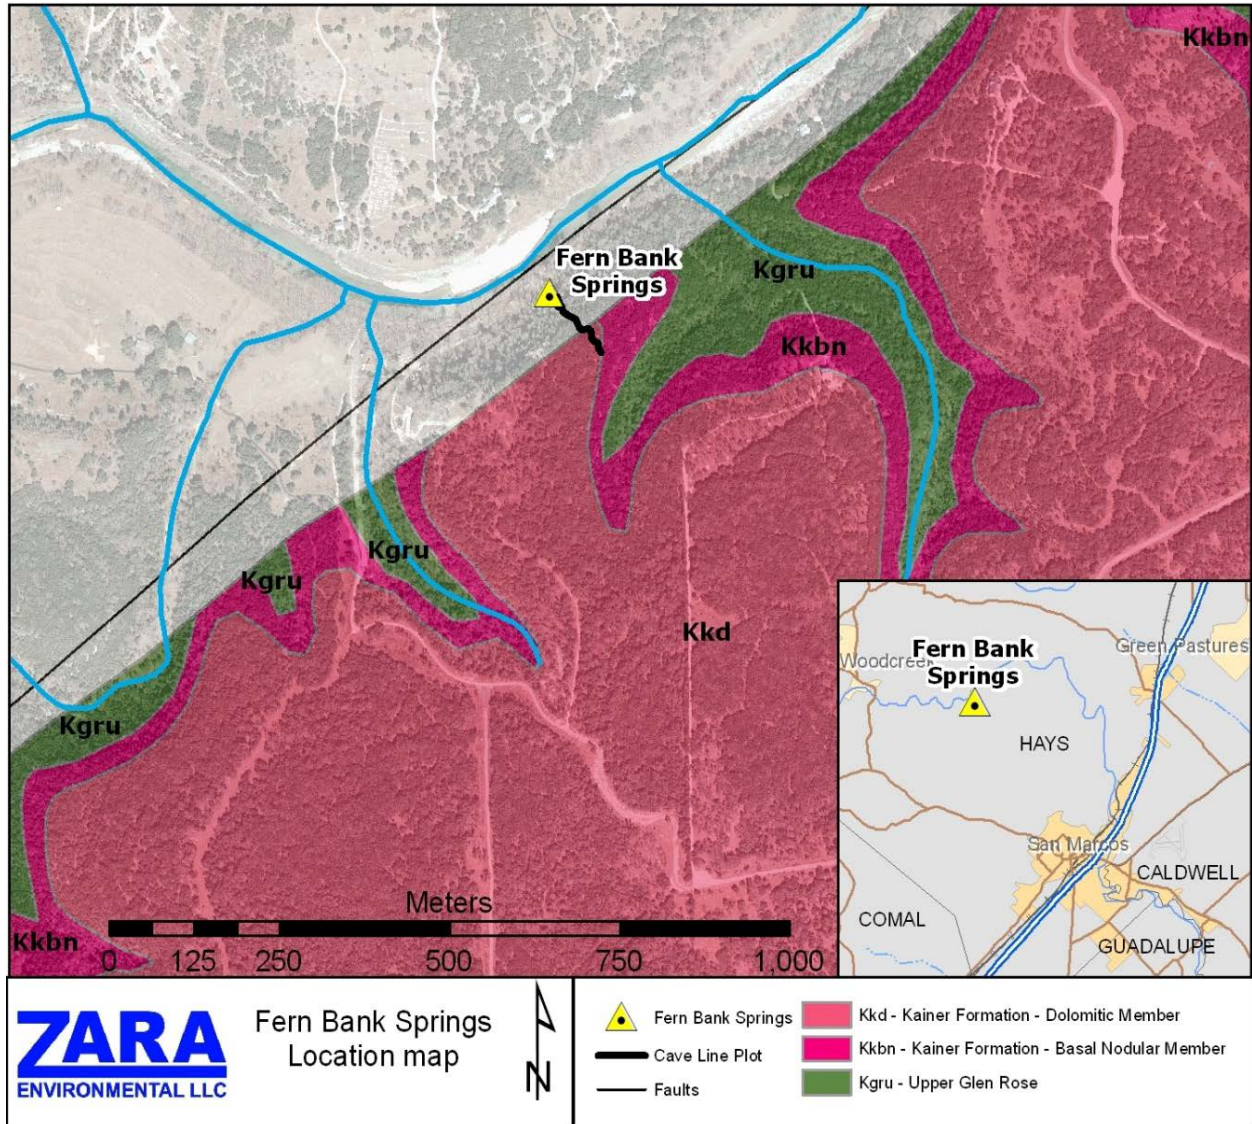 Kkbn
Fern Bank
Springs
Kgru
Kkbn
Kgru
Kgru
Kkd
Kgru
Kkbn
Meters
0 125 250 500 750 1,000
Fern Bank
Springs
Woodcreek
Green Pastures
HAYS
San Marcos
CALDWELL
COMAL
GUADALUPE
ZARA
ENVIRONMENTAL LLC
Fern Bank Springs
Location map
N
Fern Bank Springs
Cave Line Plot
Faults
Kkd - Kainer Formation - Dolomitic Member
Kkbn - Kainer Formation - Basal Nodular Member
Kgru - Upper Glen Rose